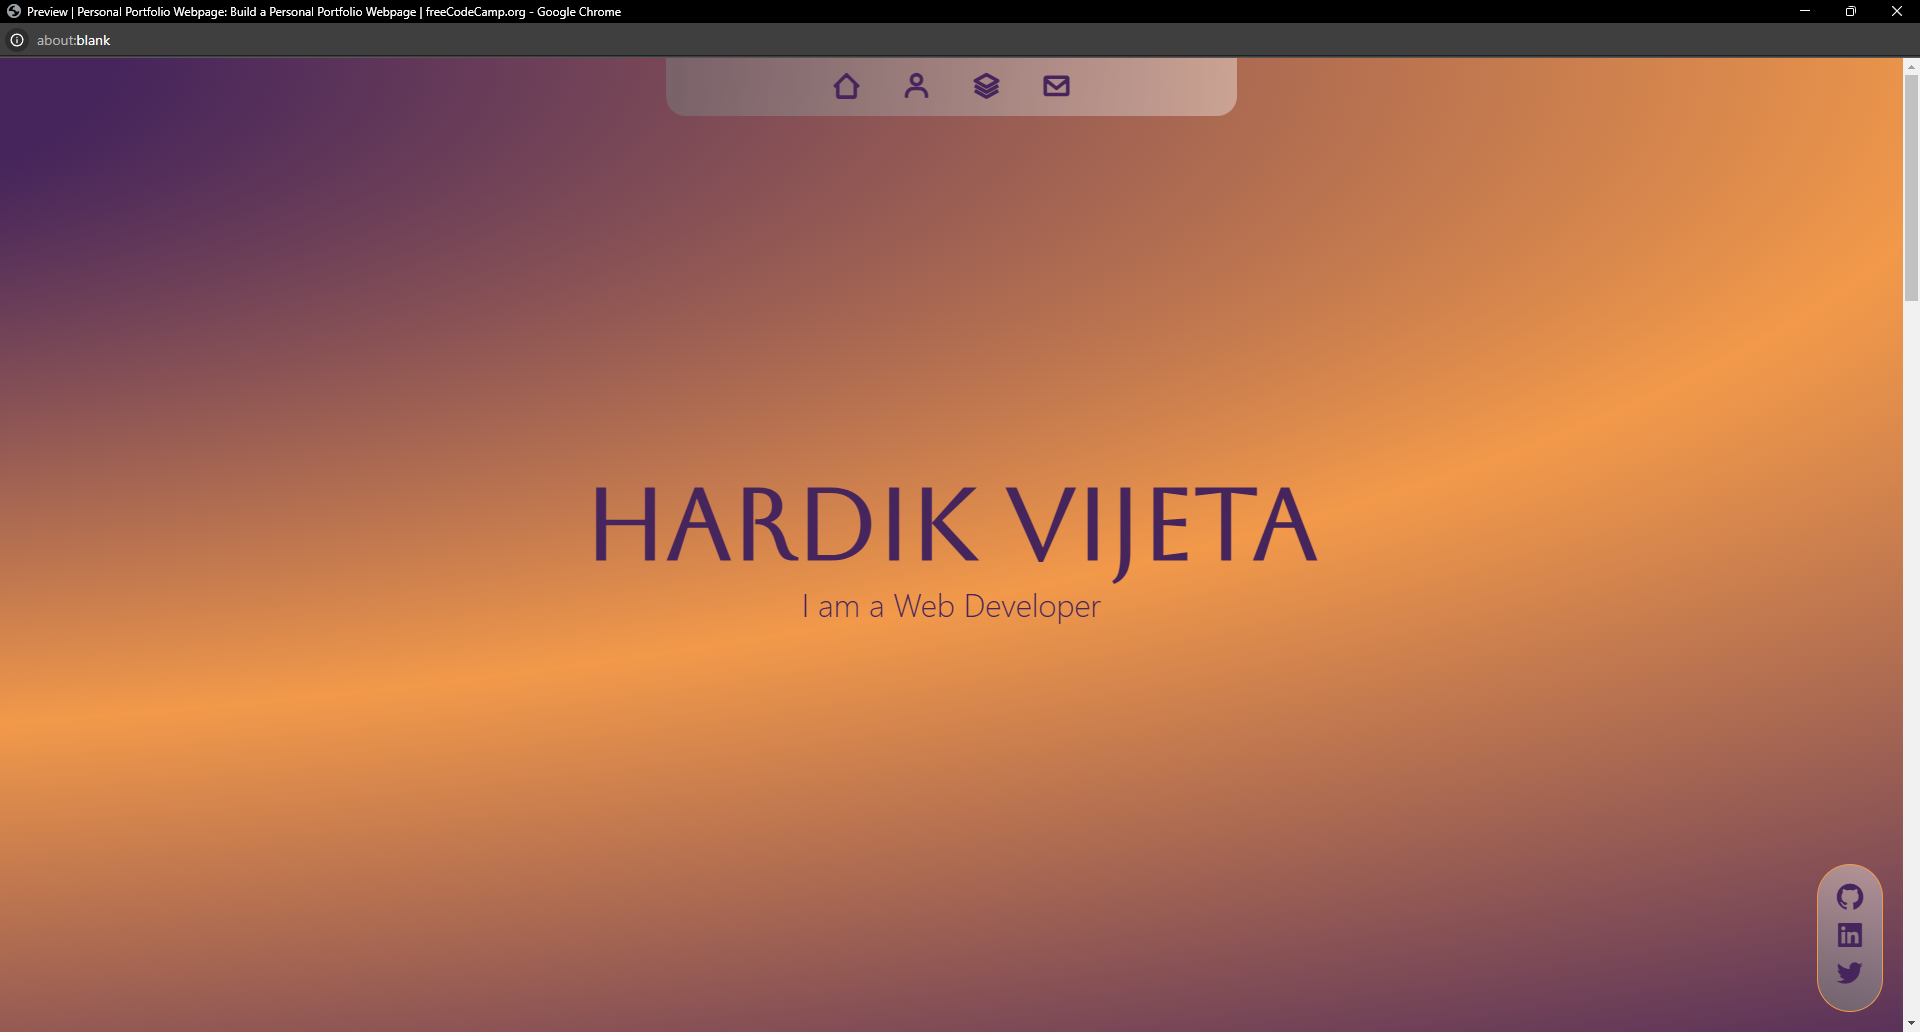 Preview | Personal Portfolio Webpage: Build a Personal Portfolio Webpage | freeCodeCamp.org - Google Chrome
about:blank
HARDIK VIJETA
I am a Web Developer
in